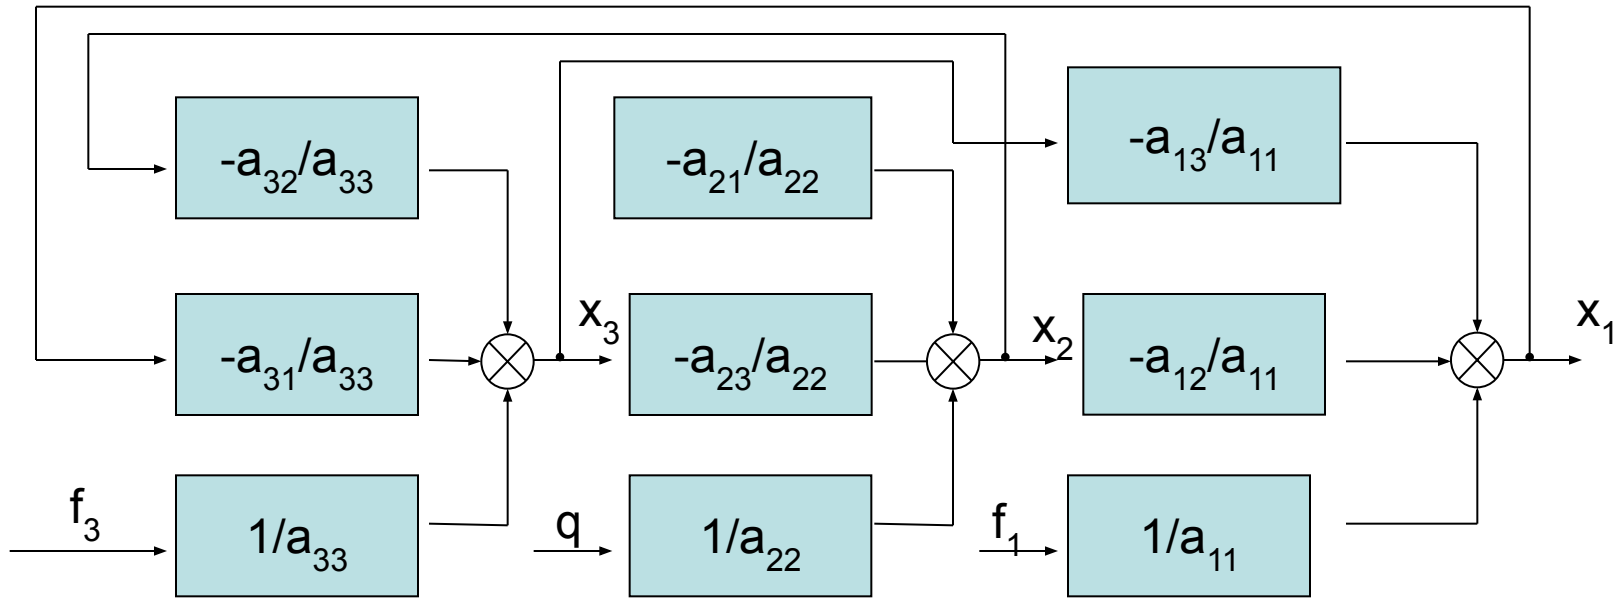 -a₃₂/a₃₃
-a₂₁/a₂₂
-a₁₃/a₁₁
-a₃₁/a₃₃
x₃
-a₂₃/a₂₂
x₂
-a₁₂/a₁₁
x₁
f₃
1/a₃₃
q
1/a₂₂
f₁
1/a₁₁